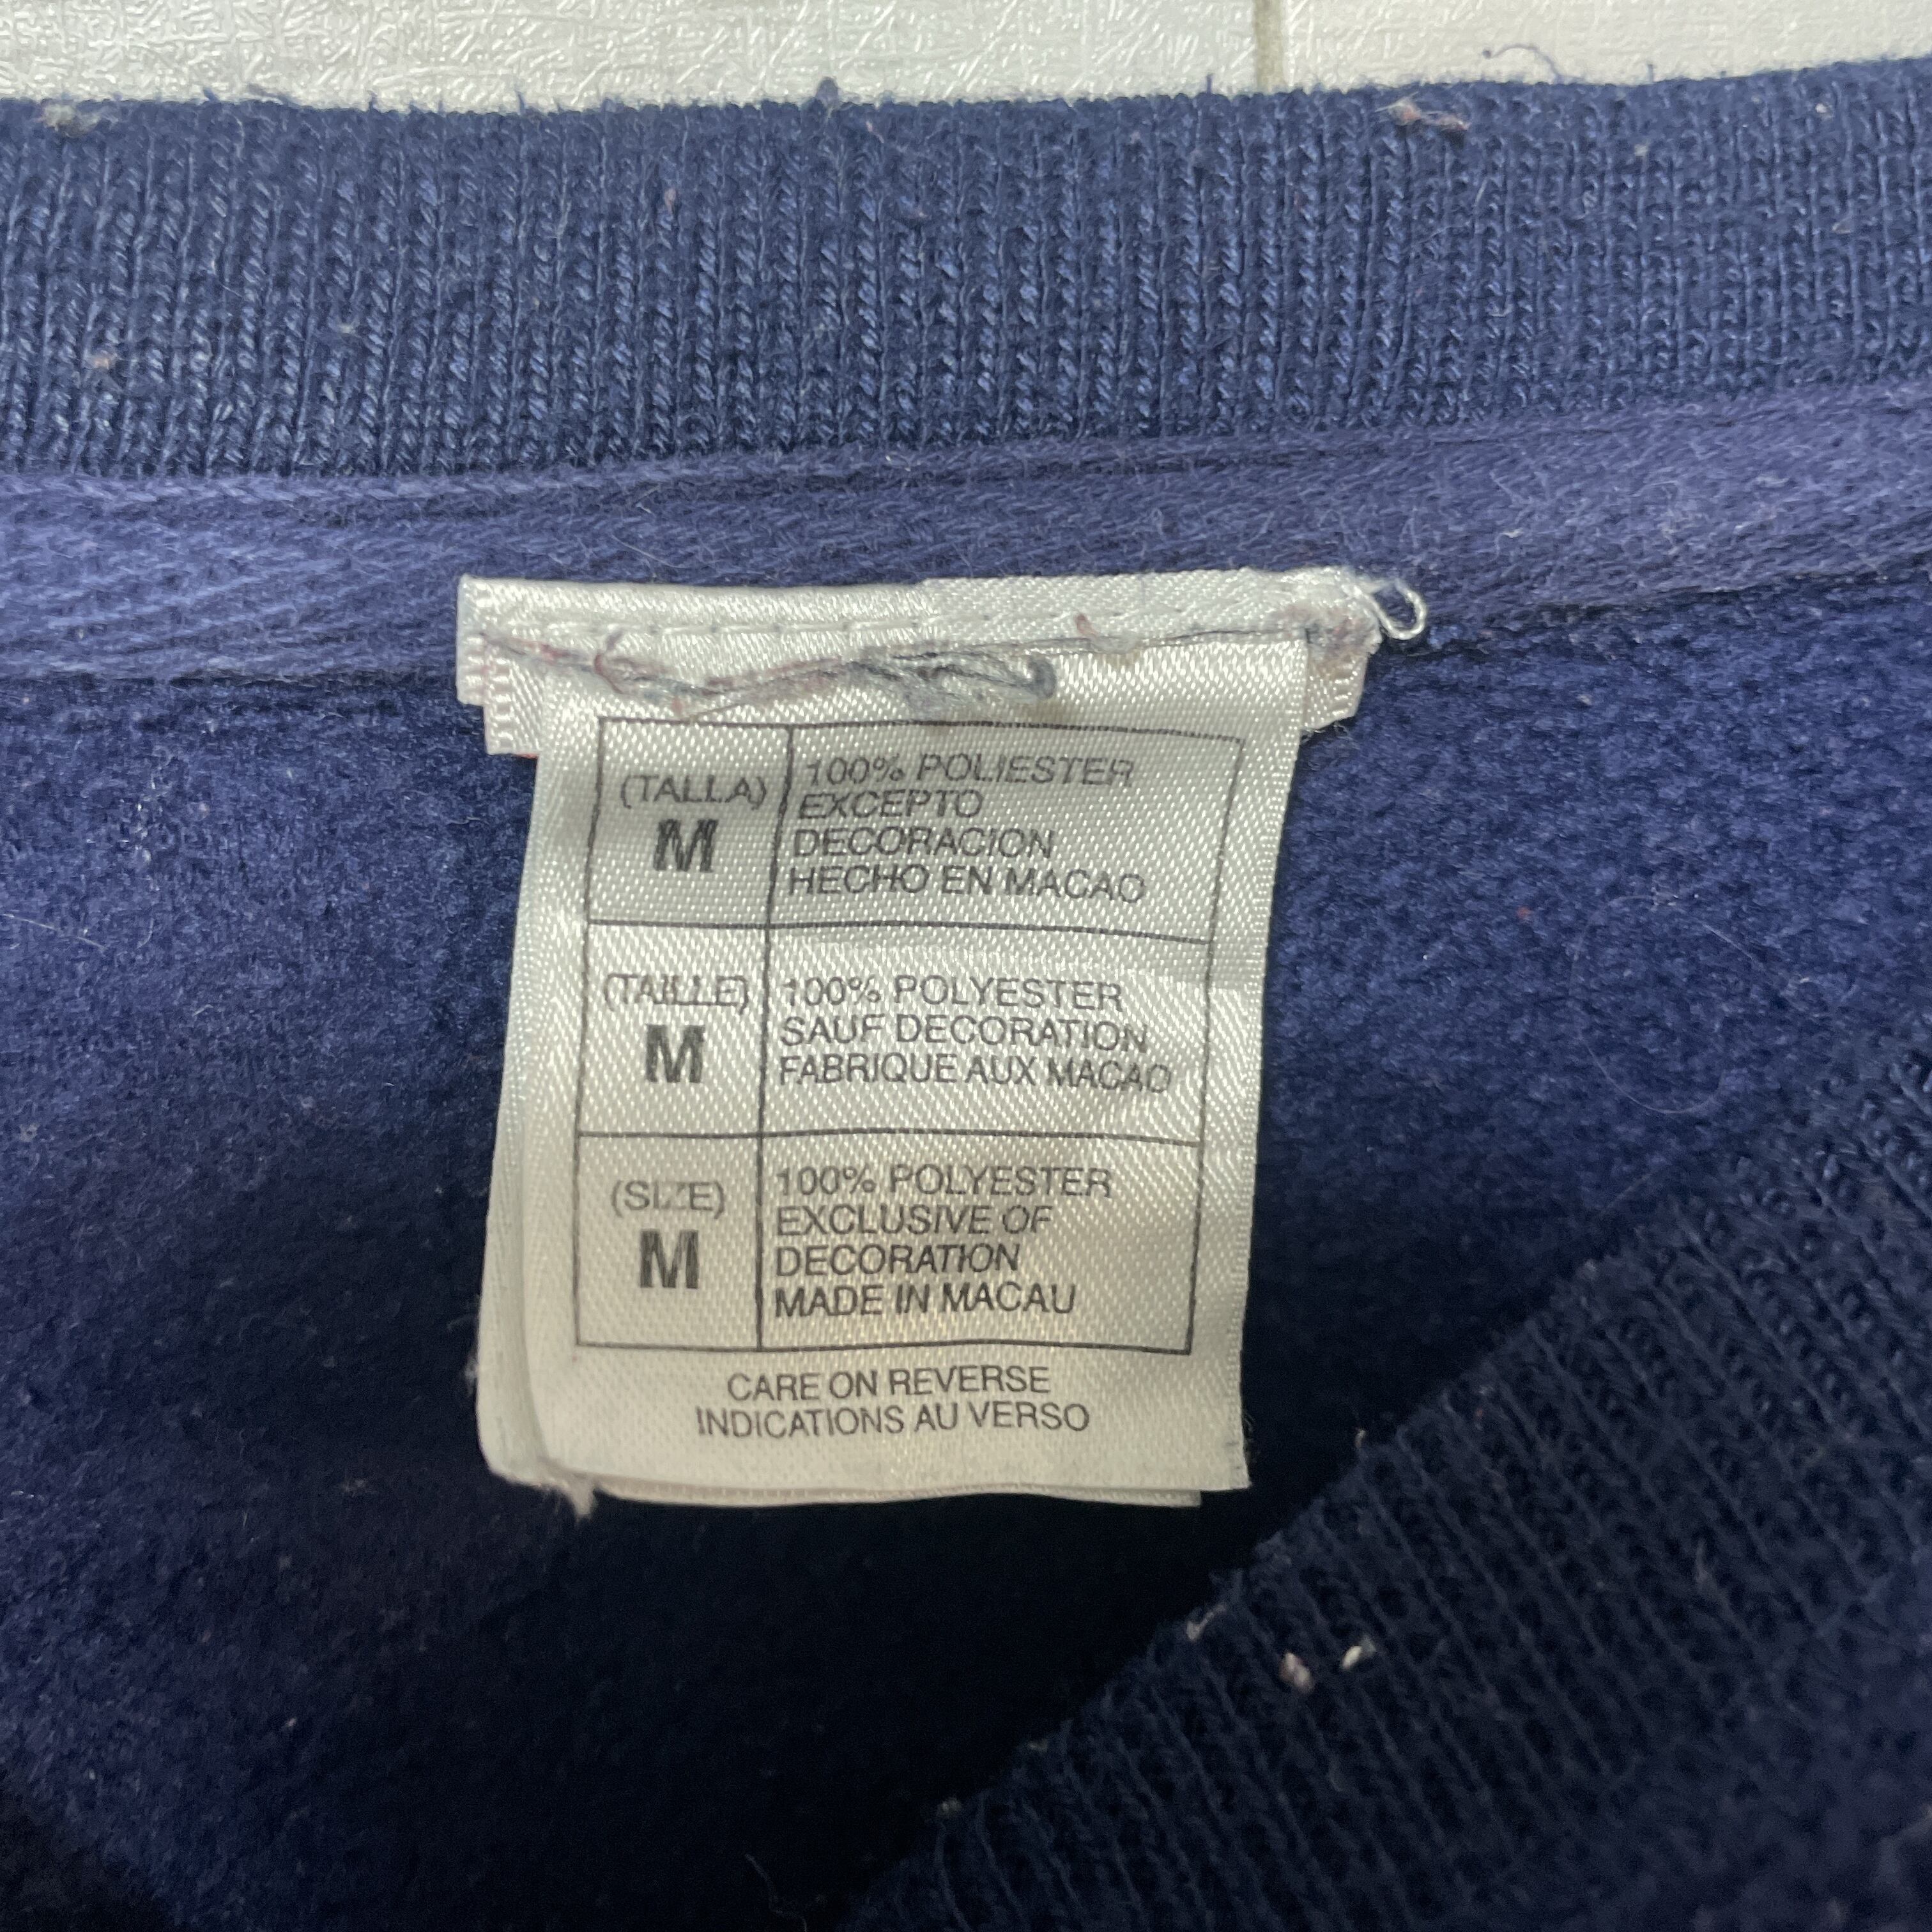 (TALLA)
M
100% POLIESTER
EXCEPTO
DECORACION
HECHO EN MACAO
(TAILLE)
M
100% POLYESTER
SAUF DECORATION
FABRIQUE AUX MACAO
(SIZE)
M
100% POLYESTER
EXCLUSIVE OF
DECORATION
MADE IN MACAU
CARE ON REVERSE
INDICATIONS AU VERSO